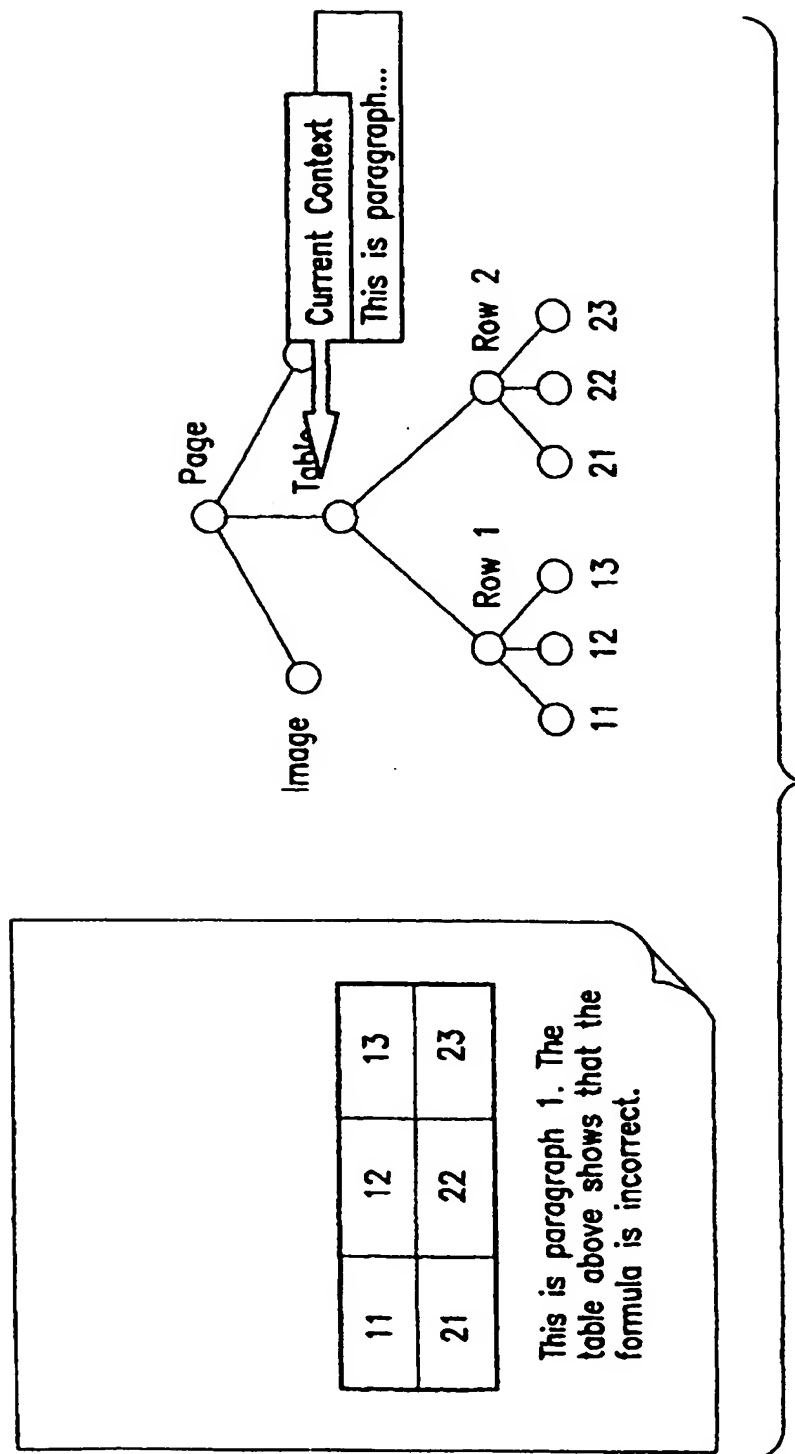 11 12 13
21 22 23
This is paragraph 1. The
table above shows that the
formula is incorrect.
Page
Image
Table
Current Context
This is paragraph...
Row 1
Row 2
11 12 13
21 22 23